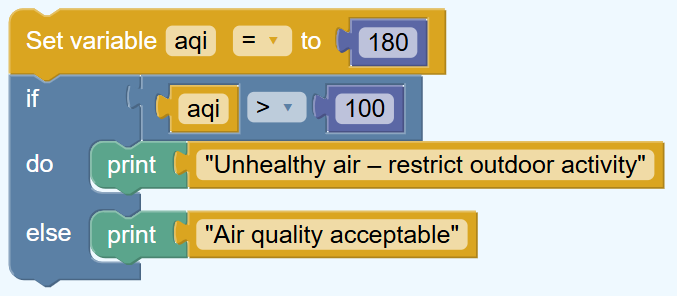 Set variable aqi = to 180
if aqi > 100
do print "Unhealthy air – restrict outdoor activity"
else print "Air quality acceptable"